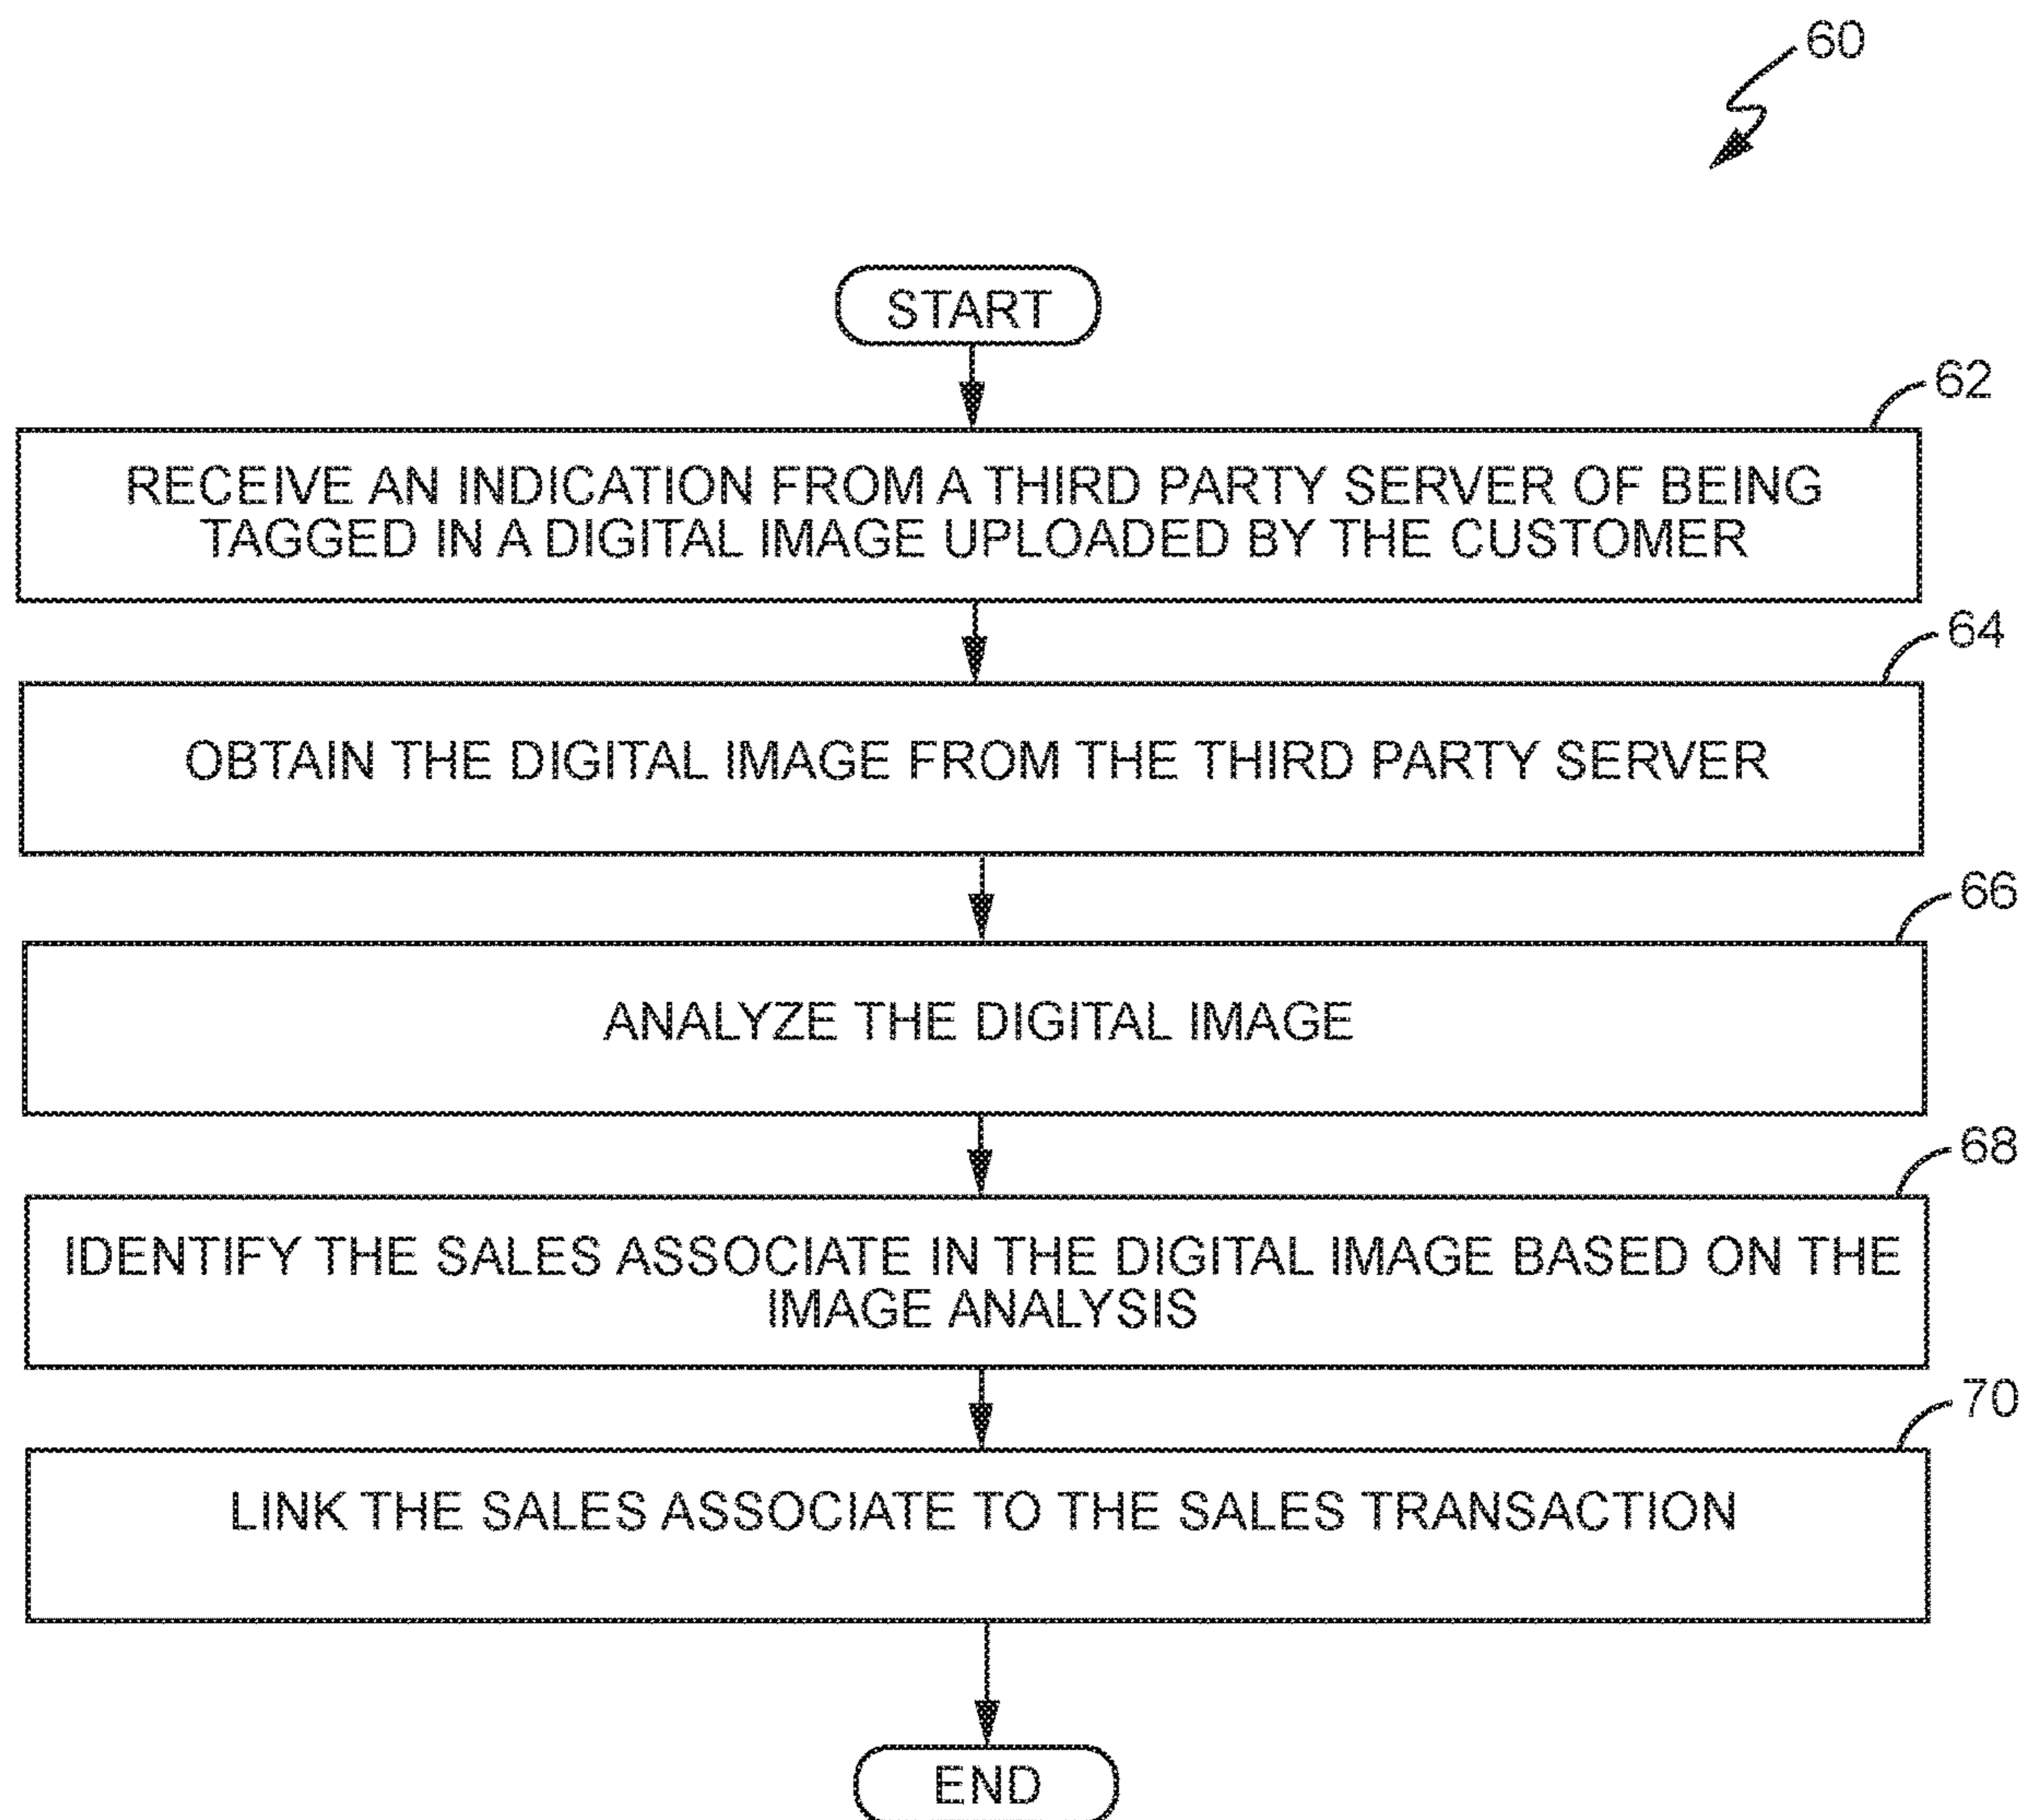 60
START
62
RECEIVE AN INDICATION FROM A THIRD PARTY SERVER OF BEING
TAGGED IN A DIGITAL IMAGE UPLOADED BY THE CUSTOMER
64
OBTAIN THE DIGITAL IMAGE FROM THE THIRD PARTY SERVER
66
ANALYZE THE DIGITAL IMAGE
68
IDENTIFY THE SALES ASSOCIATE IN THE DIGITAL IMAGE BASED ON THE
IMAGE ANALYSIS
70
LINK THE SALES ASSOCIATE TO THE SALES TRANSACTION
END